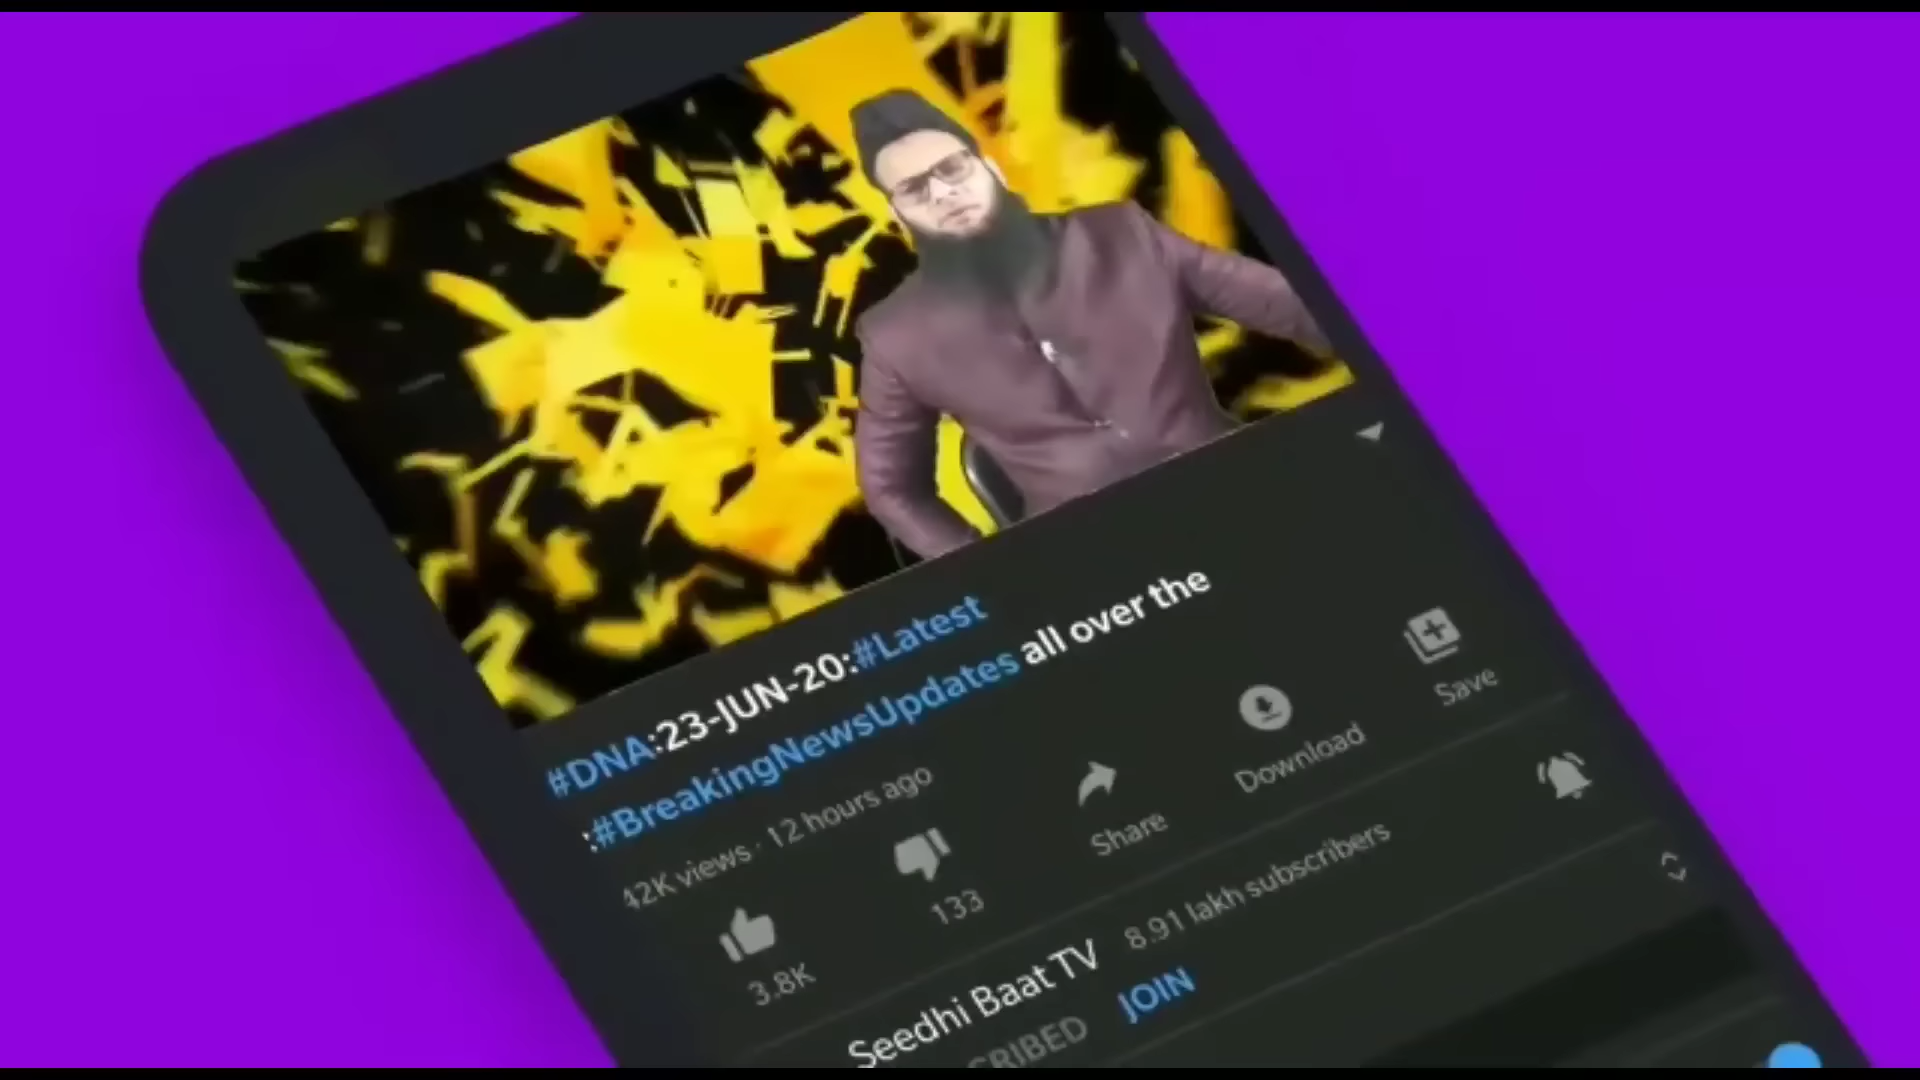 #DNA:23-JUN-20:#Latest
:#BreakingNewsUpdates all over the
42K views · 12 hours ago
3.8K
133
Share
Download
Save
Seedhi Baat TV 8.91 lakh subscribers
JOIN